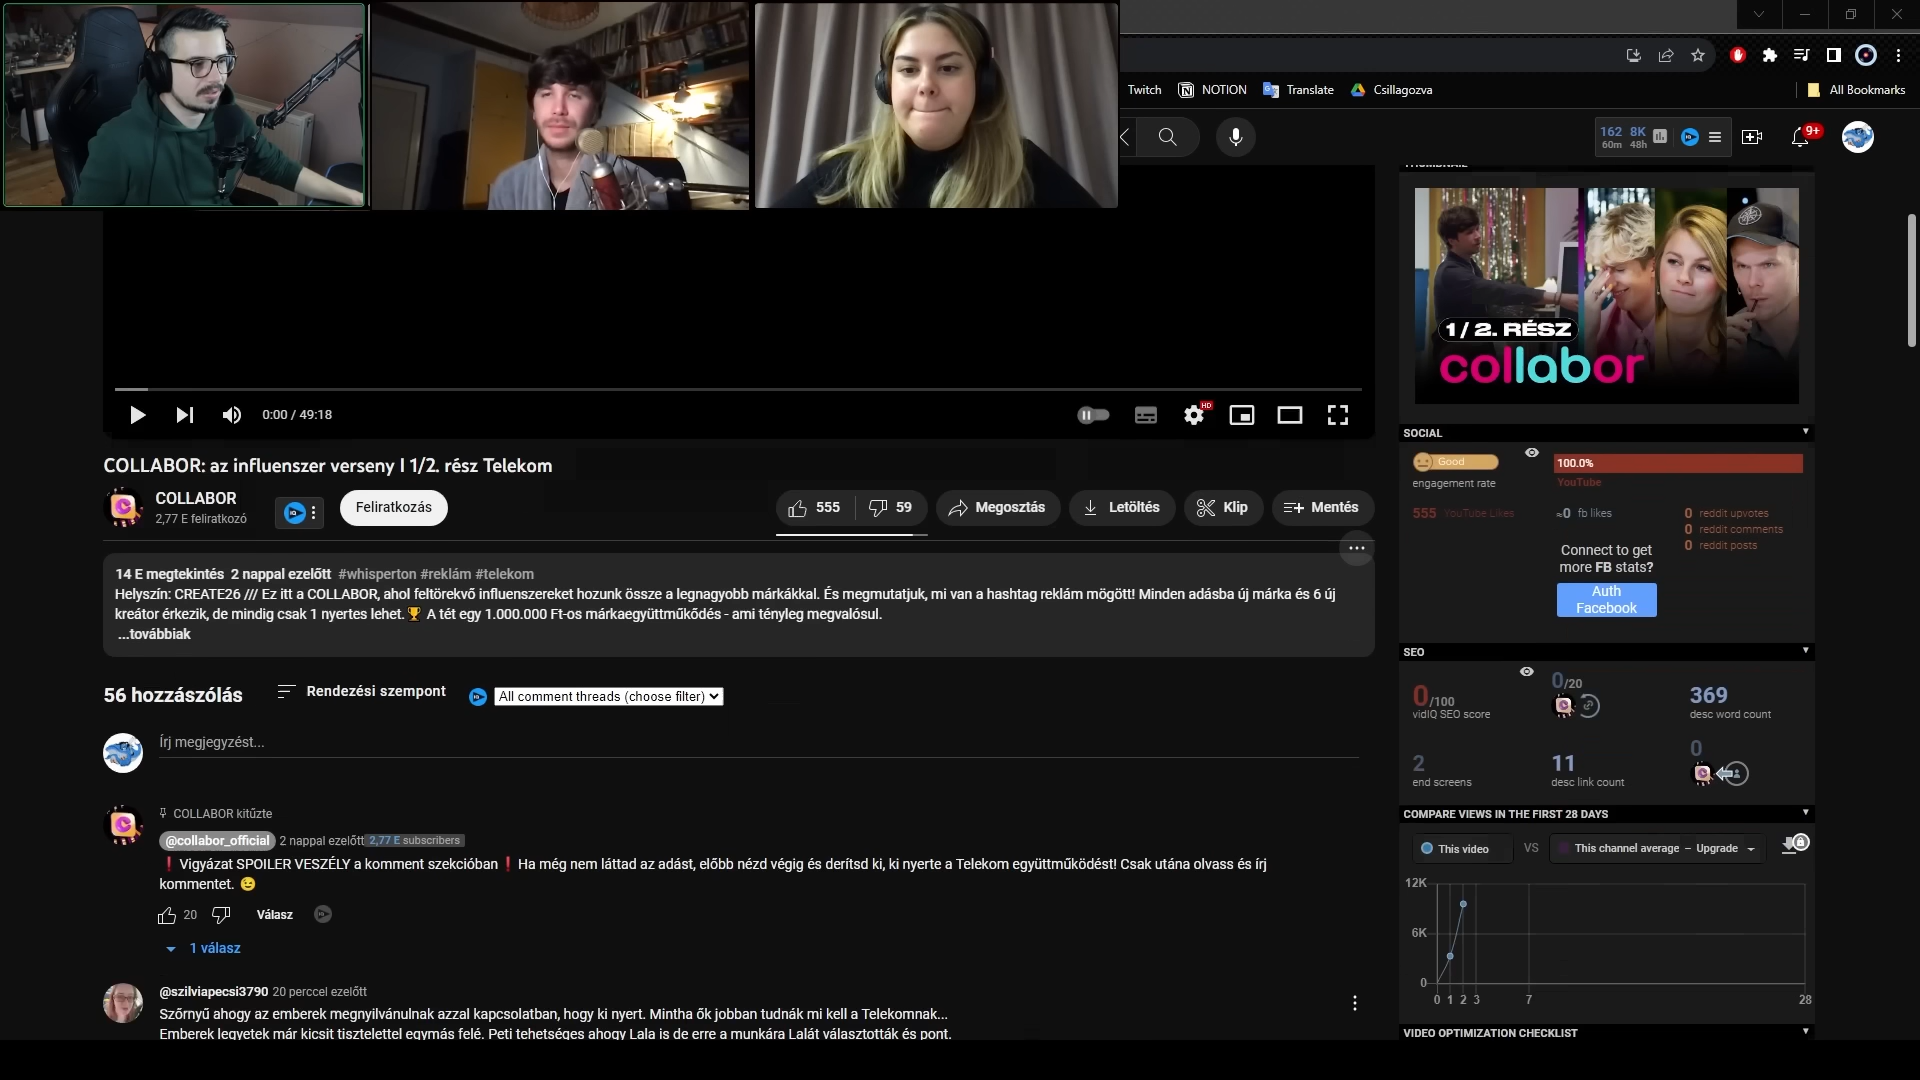 Twitch
NOTION
Translate
Csillagozva
All Bookmarks
162 8K
60m 48h
9+
1 / 2. RÉSZ
collabor
0:00 / 49:18
HD
COLLABOR: az influenszer verseny I 1/2. rész Telekom
COLLABOR
2,77 E feliratkozó
Feliratkozás
555
59
Megosztás
Letöltés
Klip
Mentés
14 E megtekintés 2 nappal ezelőtt #whisperton #reklám #telekom
Helyszín: CREATE26 /// Ez itt a COLLABOR, ahol feltörekvő influenszereket hozunk össze a legnagyobb márkákkal. És megmutatjuk, mi van a hashtag reklám mögött! Minden adásba új márka és 6 új
kreátor érkezik, de mindig csak 1 nyertes lehet.🏆 A tét egy 1.000.000 Ft-os márkaegyüttműkődés - ami tényleg megvalósul.
...továbbiak
56 hozzászólás
Rendezési szempont
All comment threads (choose filter)
Írj megjegyzést...
COLLABOR kitűzte
@collabor_official 2 nappal ezelőtt 2,77 E subscribers
❗Vigyázat SPOILER VESZÉLY a komment szekcióban❗Ha még nem láttad az adást, előbb nézd végig és derítsd ki, ki nyerte a Telekom együttműködést! Csak utána olvass és írj
kommentet. 😉
20
Válasz
1 válasz
@szilviapecsi3790 20 perccel ezelőtt
Szőrnyű ahogy az emberek megnyilvánulnak azzal kapcsolatban, hogy ki nyert. Mintha ők jobban tudnák mi kell a Telekomnak...
Emberek legyetek már kicsit tisztelettel egymás felé. Peti tehetséges ahogy Lala is de erre a munkára Lalát választották és pont.
SOCIAL
Good
engagement rate
100.0%
YouTube
555 YouTube Likes
≈0 fb likes
0 reddit upvotes
0 reddit comments
0 reddit posts
Connect to get
more FB stats?
Auth
Facebook
SEO
0/100
vidIQ SEO score
0/20
369
desc word count
2
end screens
11
desc link count
0
COMPARE VIEWS IN THE FIRST 28 DAYS
This video
VS
This channel average – Upgrade
12K
6K
0
0 1 2 3 7 28
VIDEO OPTIMIZATION CHECKLIST